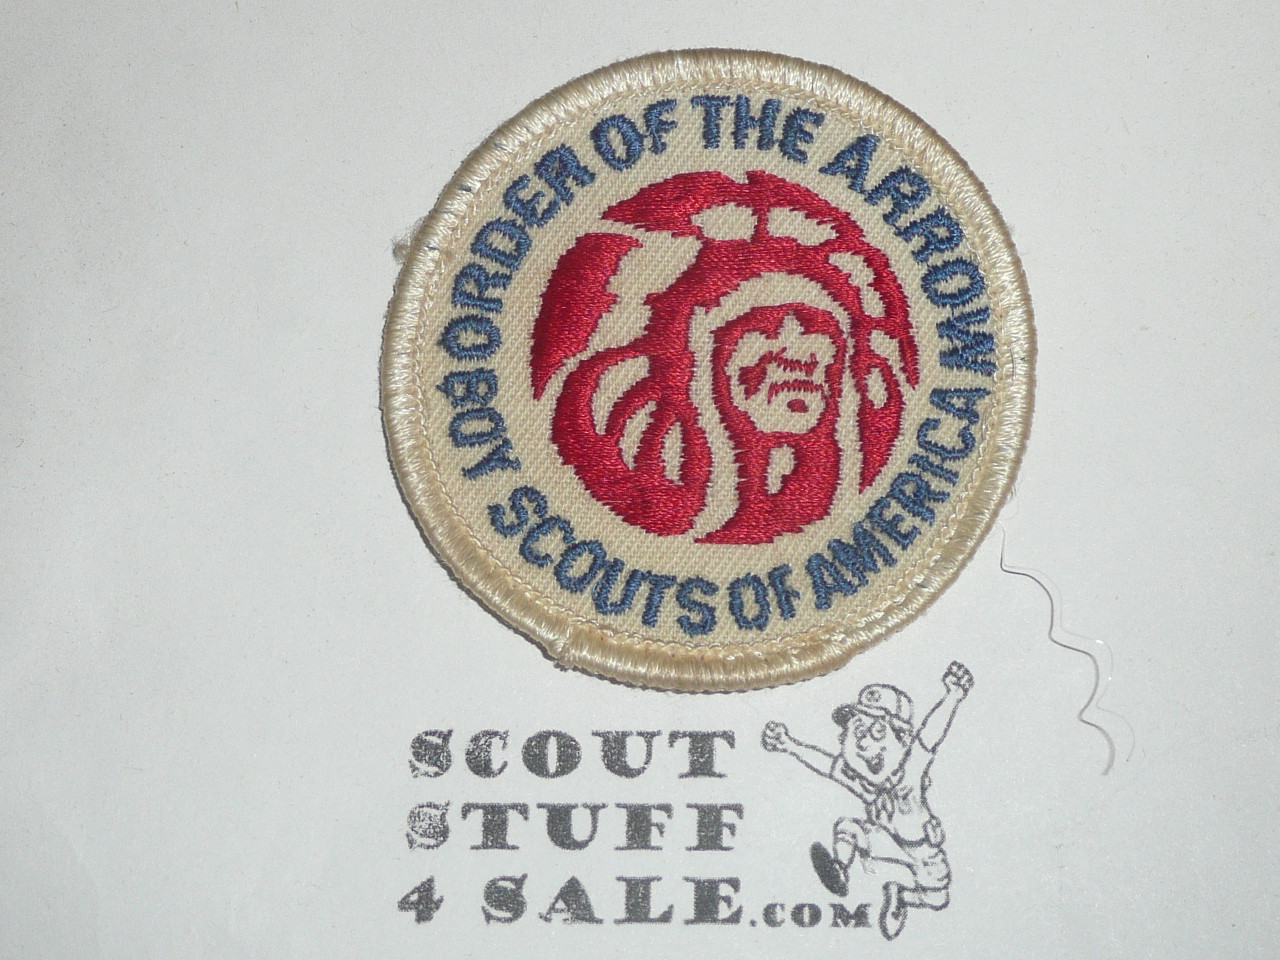 ORDER OF THE ARROW
BOY SCOUTS OF AMERICA
SCOUT
STUFF
4 SALE.COM